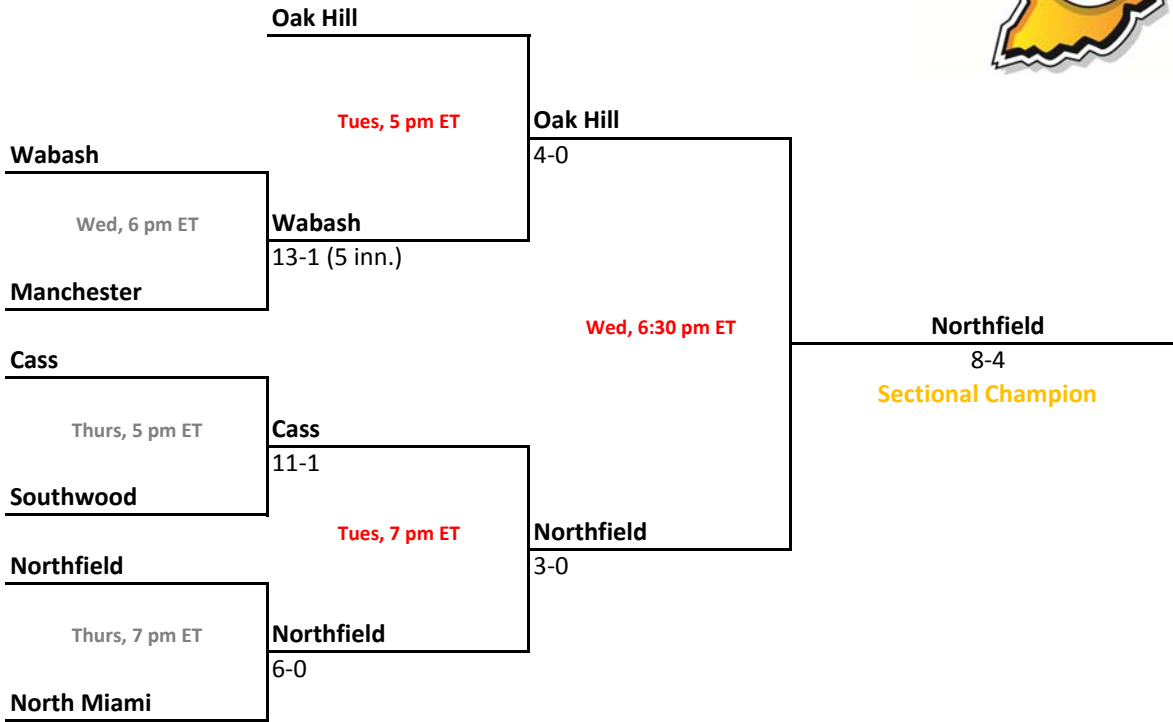 Oak Hill
Tues, 5 pm ET
Oak Hill
Wabash
4-0
Wed, 6 pm ET
Wabash
13-1 (5 inn.)
Manchester
Wed, 6:30 pm ET
Northfield
Cass
8-4
Sectional Champion
Thurs, 5 pm ET
Cass
11-1
Southwood
Tues, 7 pm ET
Northfield
Northfield
3-0
Thurs, 7 pm ET
Northfield
6-0
North Miami